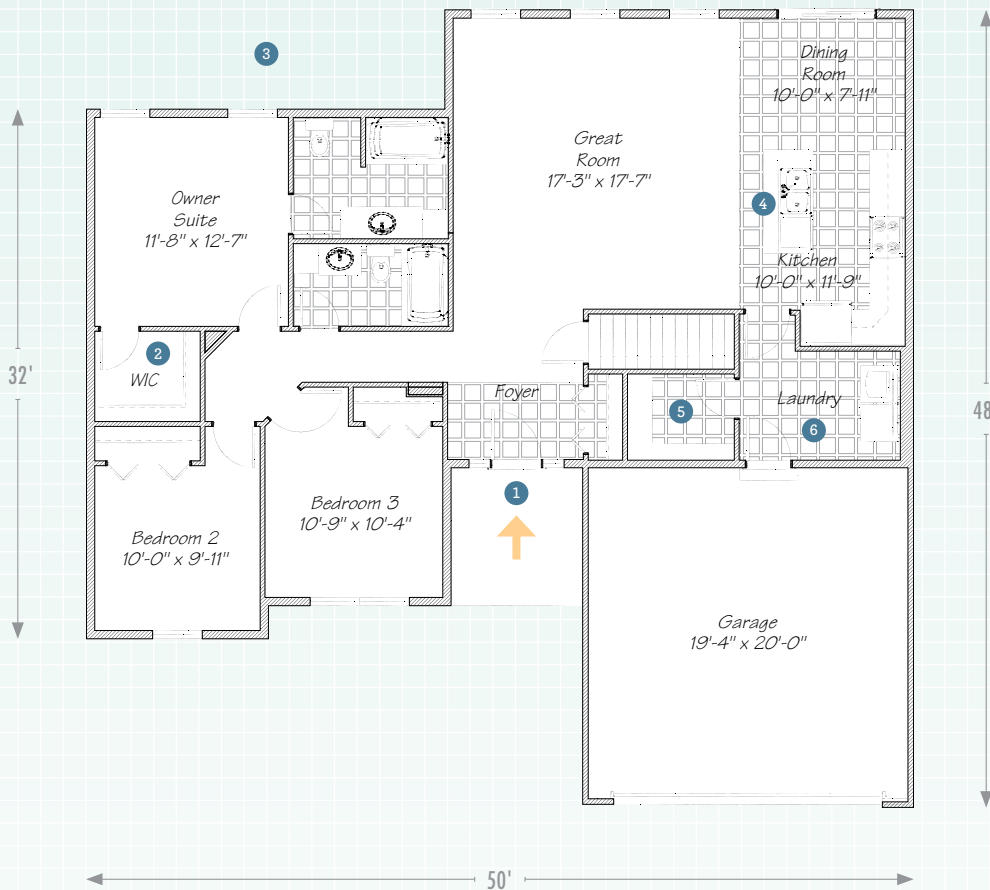 3
Dining
Room
10'-0" x 7'-11"
Great
Room
17'-3" x 17'-7"
Owner
Suite
11'-8" x 12'-7"
4
Kitchen
10'-0" x 11'-9"
2
WIC
32'
Foyer
5
Laundry
6
48
1
Bedroom 3
10'-9" x 10'-4"
Bedroom 2
10'-0" x 9'-11"
Garage
19'-4" x 20'-0"
50'